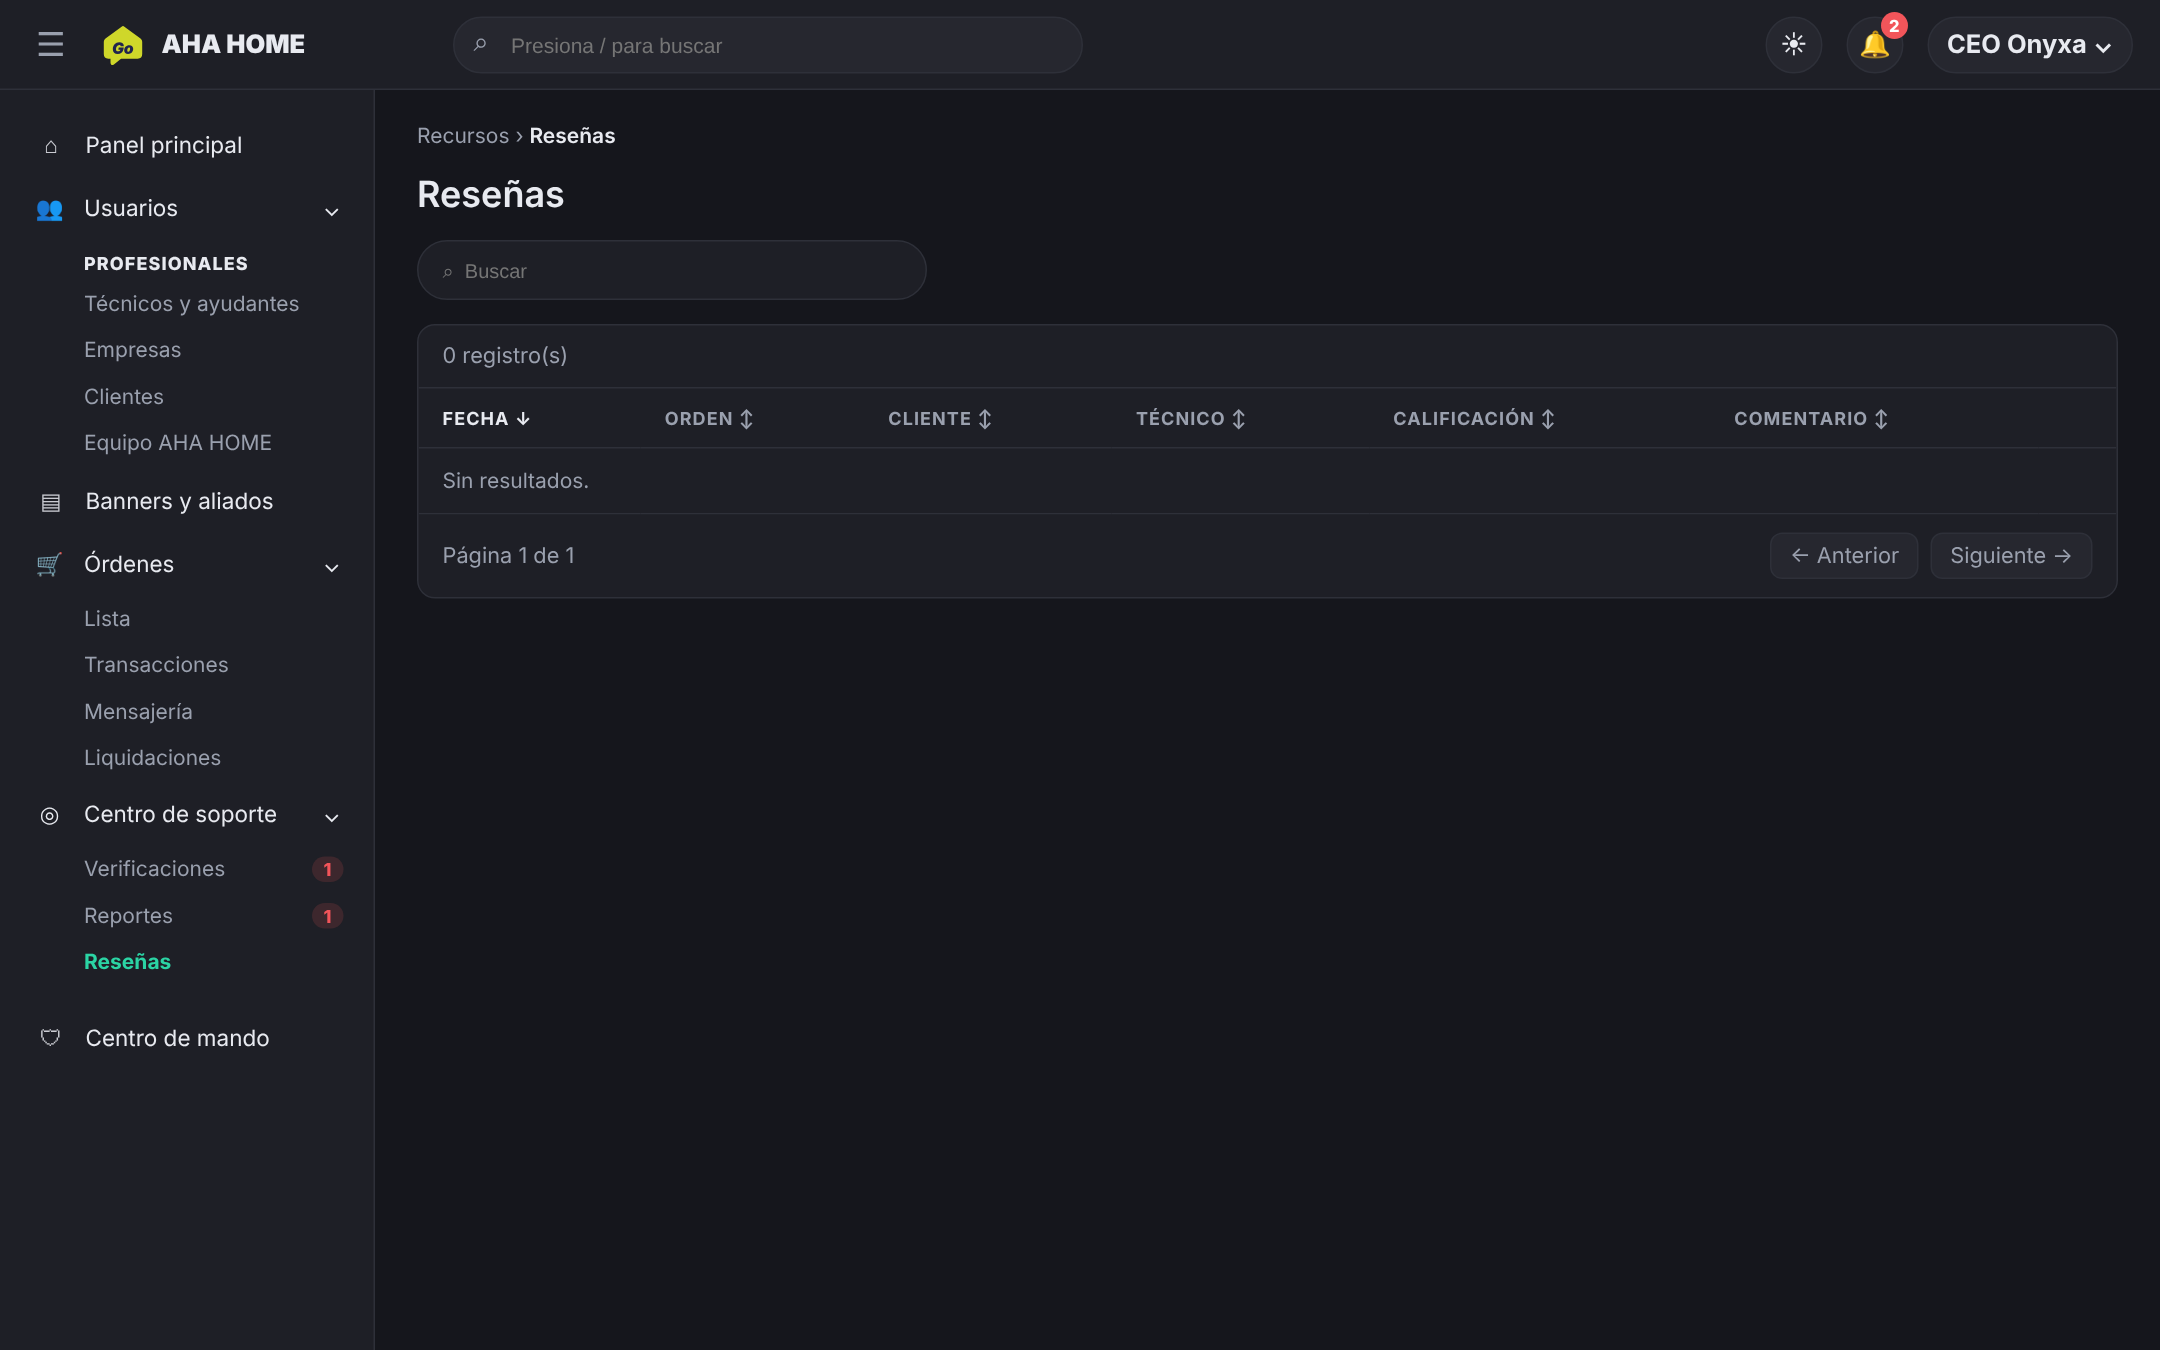 Go AHA HOME
Presiona / para buscar
2
CEO Onyxa
Panel principal
Usuarios
PROFESIONALES
Técnicos y ayudantes
Empresas
Clientes
Equipo AHA HOME
Banners y aliados
Órdenes
Lista
Transacciones
Mensajería
Liquidaciones
Centro de soporte
Verificaciones 1
Reportes 1
Reseñas
Centro de mando
Recursos › Reseñas
Reseñas
Buscar
0 registro(s)
FECHA ↓ ORDEN ↕ CLIENTE ↕ TÉCNICO ↕ CALIFICACIÓN ↕ COMENTARIO ↕
Sin resultados.
Página 1 de 1
← Anterior Siguiente →